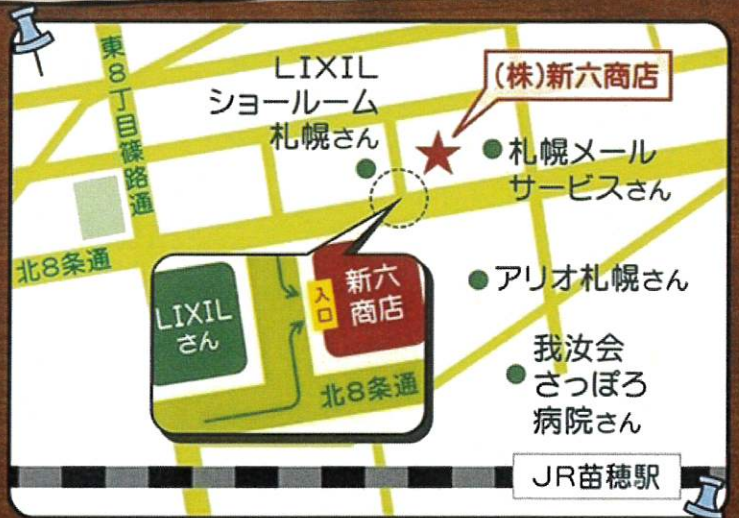 東8丁目篠路通
LIXIL
ショールーム
札幌さん
(株)新六商店
札幌メール
サービスさん
北8条通
アリオ札幌さん
LIXIL
さん
入口
新六
商店
北8条通
我汝会
さっぽろ
病院さん
JR苗穂駅